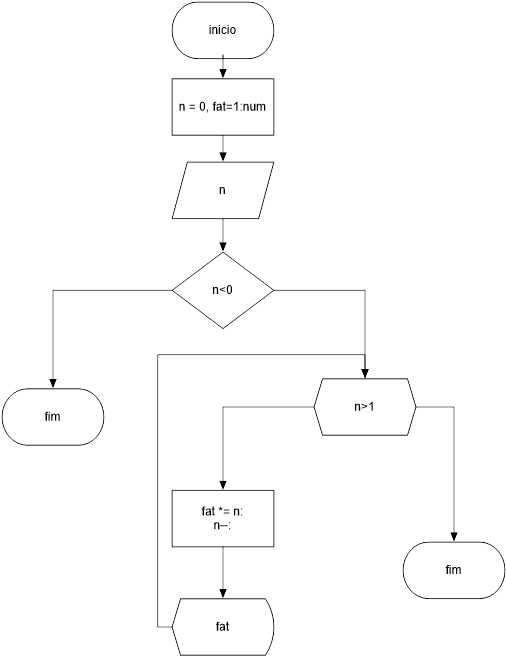 inicio
n = 0, fat=1:num
n
n<0
n>1
fim
fat *= n:
n--:
fim
fat